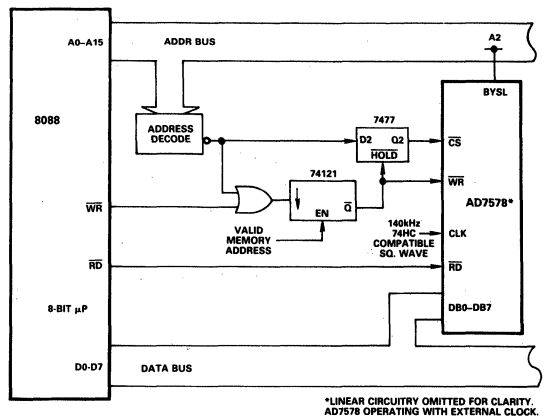 A0–A15
ADDR BUS
A2
BYSL
8088
ADDRESS
DECODE
7477
D2 Q2
HOLD
CS
74121
WR
WR
AD7578*
EN
Q
VALID
MEMORY
ADDRESS
140kHz
74HC
COMPATIBLE
SQ. WAVE
CLK
RD
RD
8-BIT μP
DB0–DB7
D0-D7
DATA BUS
*LINEAR CIRCUITRY OMITTED FOR CLARITY.
AD7578 OPERATING WITH EXTERNAL CLOCK.